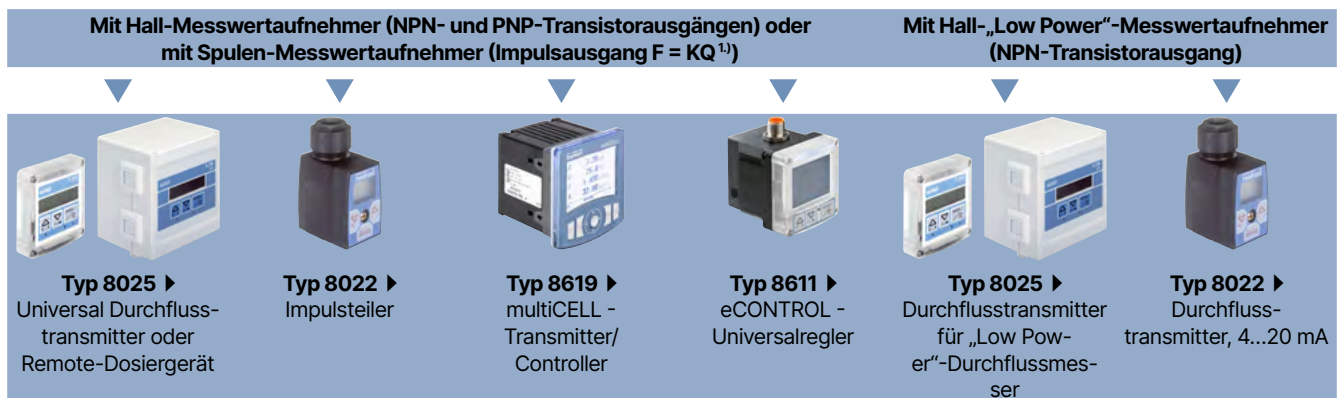 Mit Hall-Messwertaufnehmer (NPN- und PNP-Transistorausgängen) oder
mit Spulen-Messwertaufnehmer (Impulsausgang F = KQ 1.))
Mit Hall-„Low Power“-Messwertaufnehmer
(NPN-Transistorausgang)
Typ 8025
Universal Durchfluss-
transmitter oder
Remote-Dosiergerät
Typ 8022
Impulsteiler
Typ 8619
multiCELL -
Transmitter/
Controller
Typ 8611
eCONTROL -
Universalregler
Typ 8025
Durchflusstransmitter
für „Low Pow-
er“-Durchflussmes-
ser
Typ 8022
Durchfluss-
transmitter, 4...20 mA